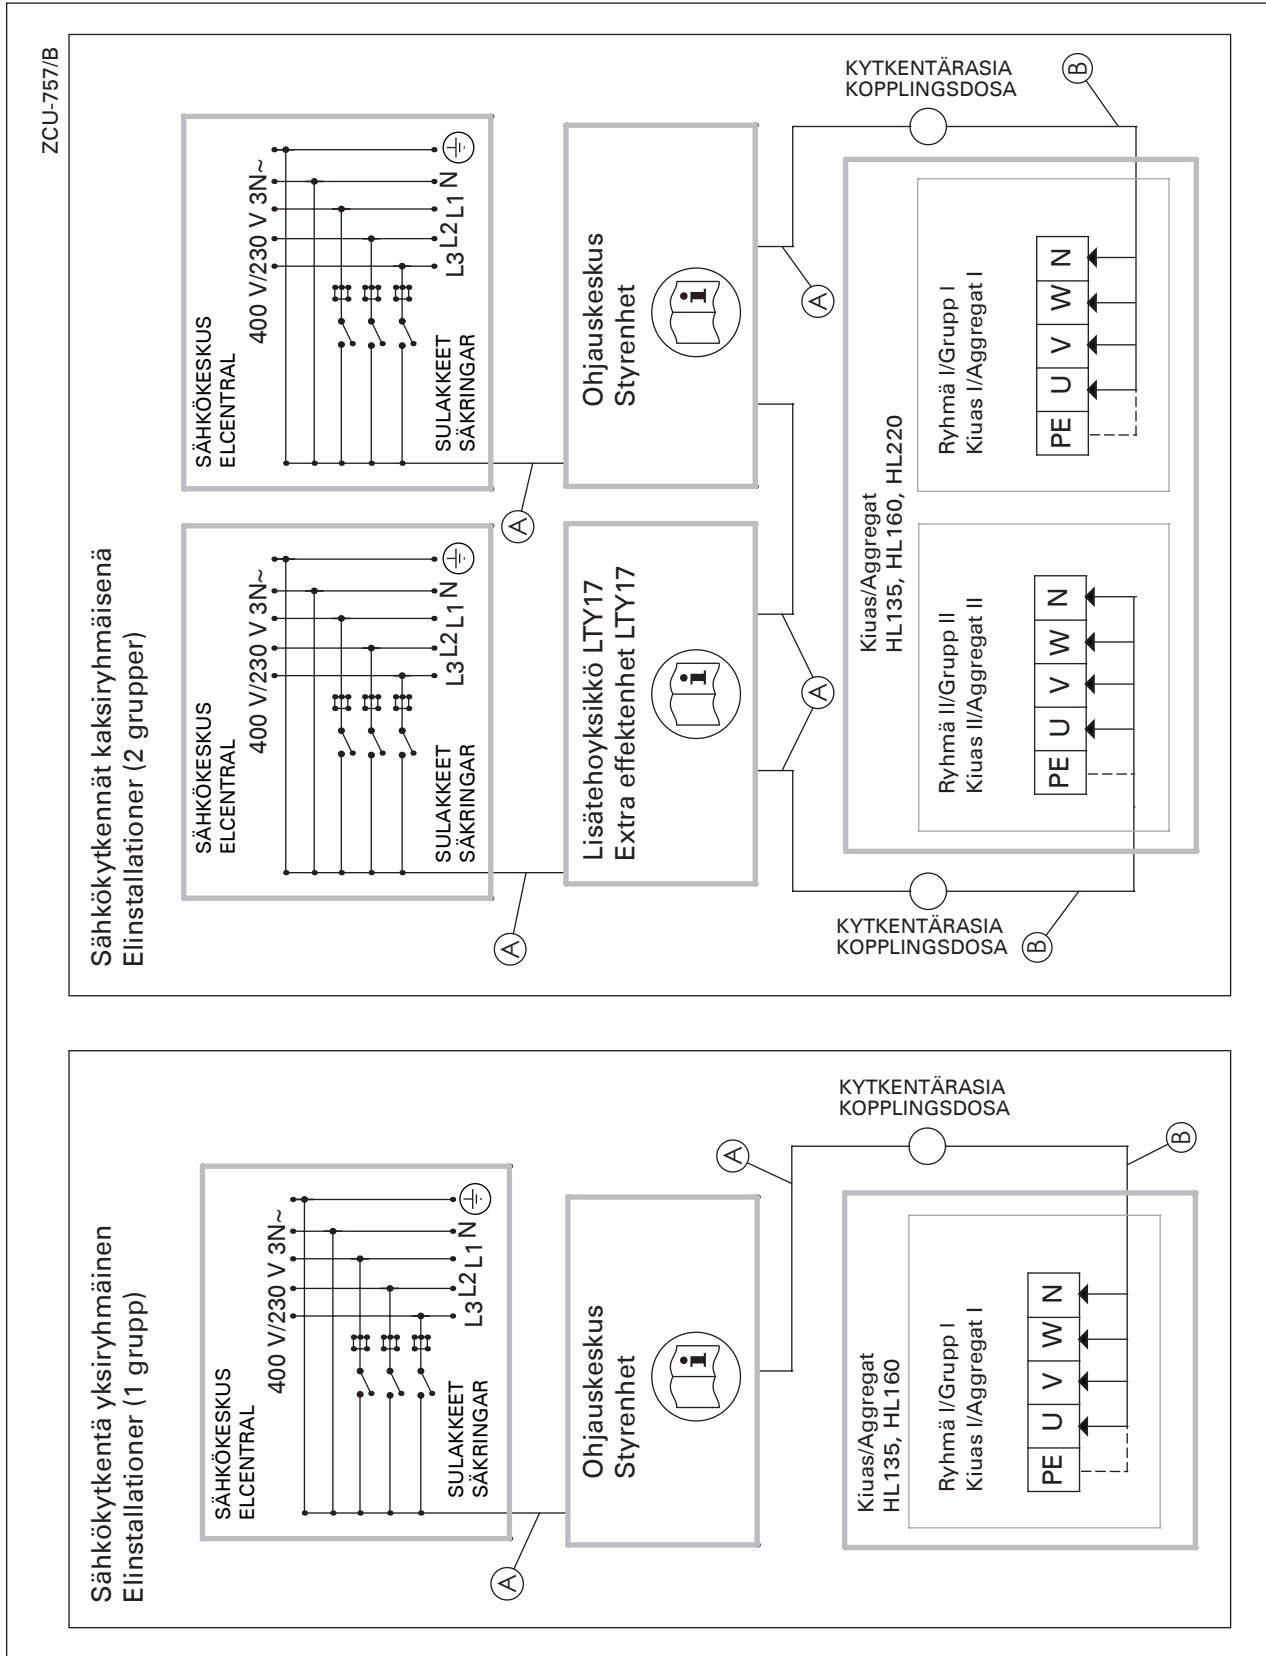 ZCU-757/B
Sähkökytkentä yksiryhmäinen
Elinstallationer (1 grupp)
SÄHKÖKESKUS
ELCENTRAL
400 V/230 V 3N~
L3 L2 L1 N
SULAKKEET
SÄKRINGAR
A
Ohjauskeskus
Styrenhet
i
A
KYTKENTÄRASIA
KOPPLINGSDOSA
B
Kiuas/Aggregat
HL135, HL160
Ryhmä I/Grupp I
Kiuas I/Aggregat I
PE U V W N
Sähkökytkennät kaksiryhmäisenä
Elinstallationer (2 grupper)
SÄHKÖKESKUS
ELCENTRAL
400 V/230 V 3N~
L3 L2 L1 N
SULAKKEET
SÄKRINGAR
A
SÄHKÖKESKUS
ELCENTRAL
400 V/230 V 3N~
L3 L2 L1 N
SULAKKEET
SÄKRINGAR
A
Lisätehoyksikkö LTY17
Extra effektenhet LTY17
i
Ohjauskeskus
Styrenhet
i
A
A
KYTKENTÄRASIA
KOPPLINGSDOSA
B
KYTKENTÄRASIA
KOPPLINGSDOSA
B
Kiuas/Aggregat
HL135, HL160, HL220
Ryhmä II/Grupp II
Kiuas II/Aggregat II
PE U V W N
Ryhmä I/Grupp I
Kiuas I/Aggregat I
PE U V W N